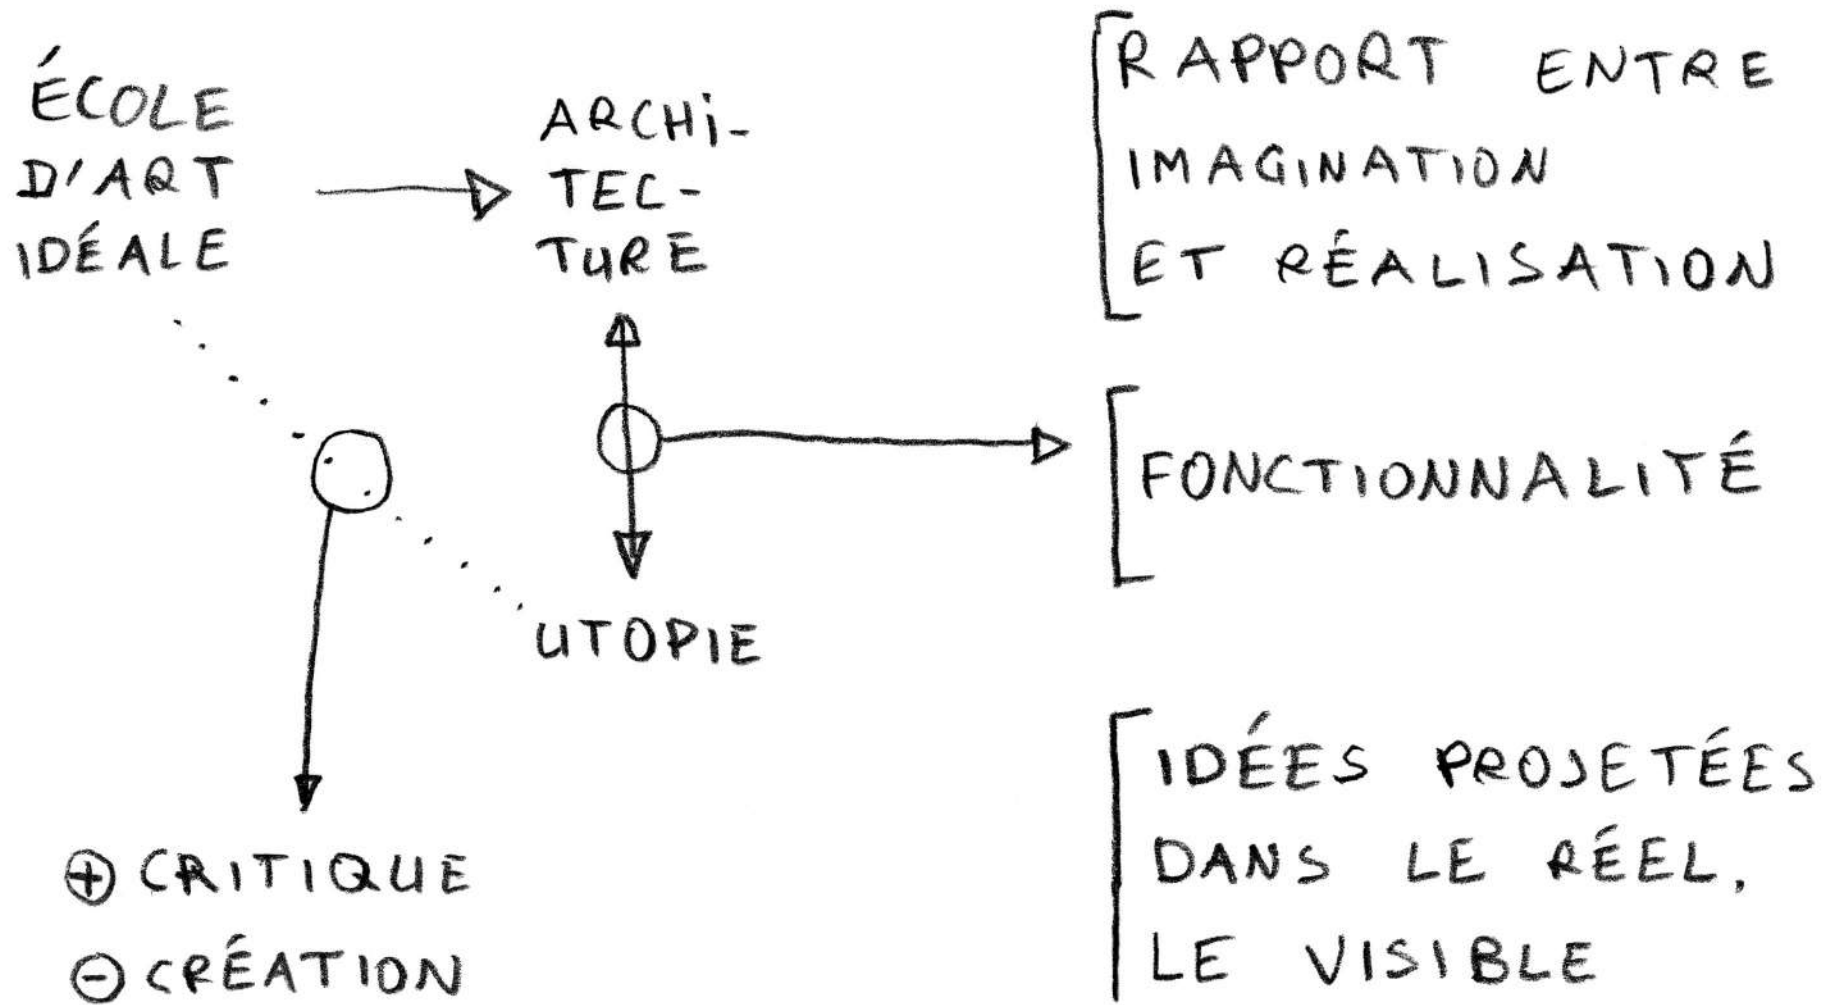 ÉCOLE
D'ART
IDÉALE
ARCHi-
TEC-
TURE
UTOPIE
⊕ CRITIQUE
⊖ CRÉATION
RAPPORT ENTRE
IMAGINATION
ET RÉALISATION
FONCTIONNALITÉ
IDÉES PROJETÉES
DANS LE RÉEL,
LE VISIBLE